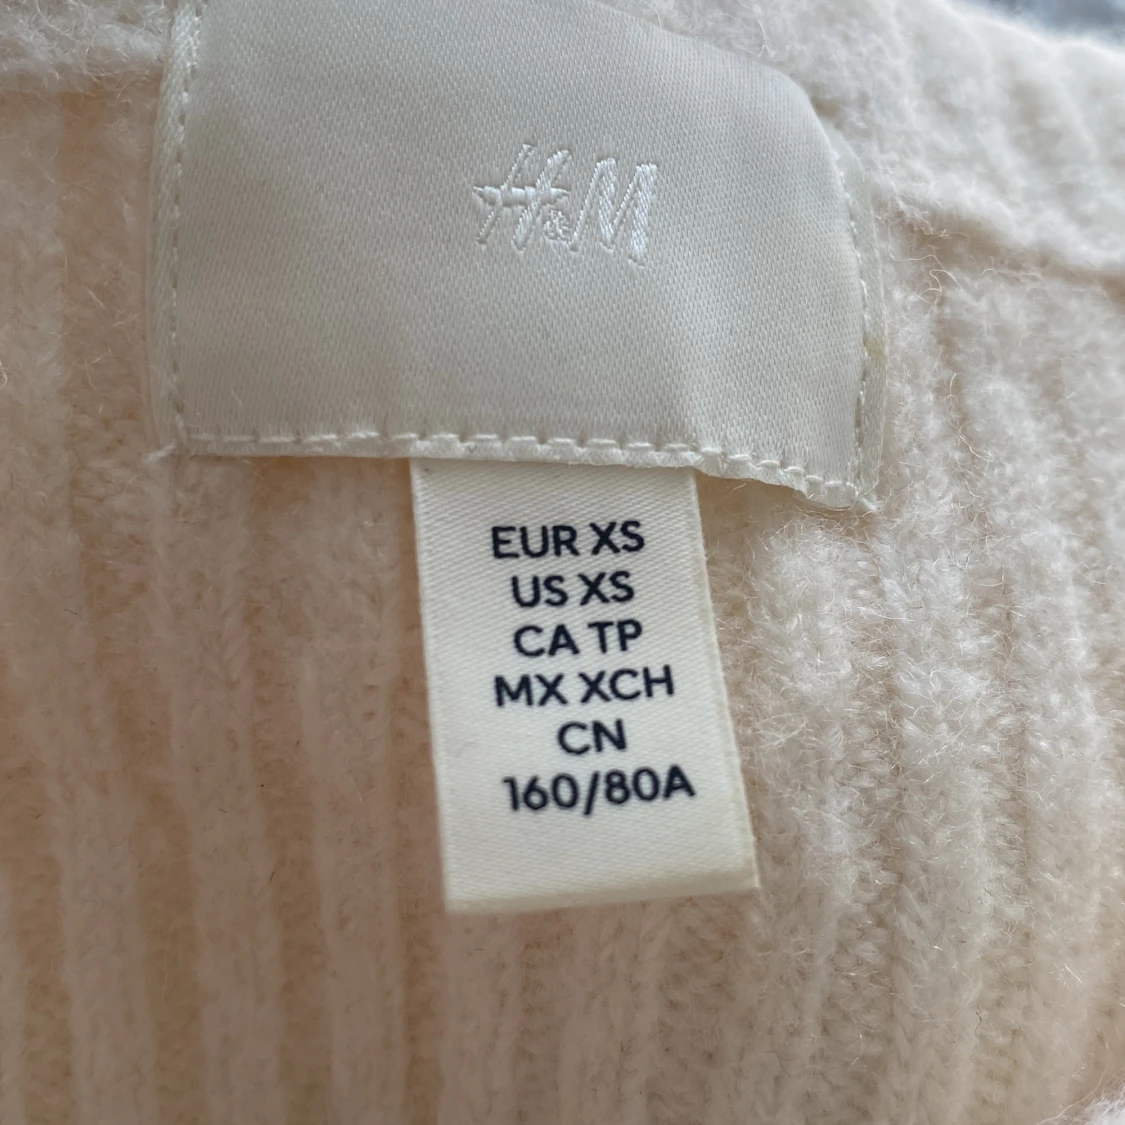 H&M
EUR XS
US XS
CA TP
MX XCH
CN
160/80A